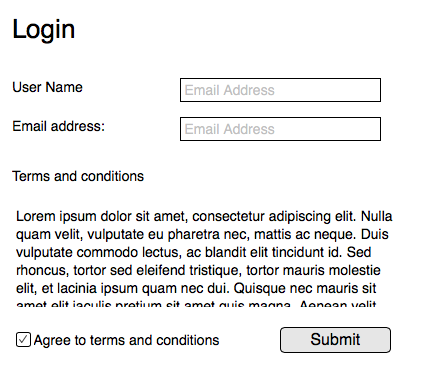 Login
User Name
Email Address
Email address:
Email Address
Terms and conditions
Lorem ipsum dolor sit amet, consectetur adipiscing elit. Nulla
quam velit, vulputate eu pharetra nec, mattis ac neque. Duis
vulputate commodo lectus, ac blandit elit tincidunt id. Sed
rhoncus, tortor sed eleifend tristique, tortor mauris molestie
elit, et lacinia ipsum quam nec dui. Quisque nec mauris sit
amet elit iaculis pretium sit amet quis magna. Aenean velit
Agree to terms and conditions
Submit